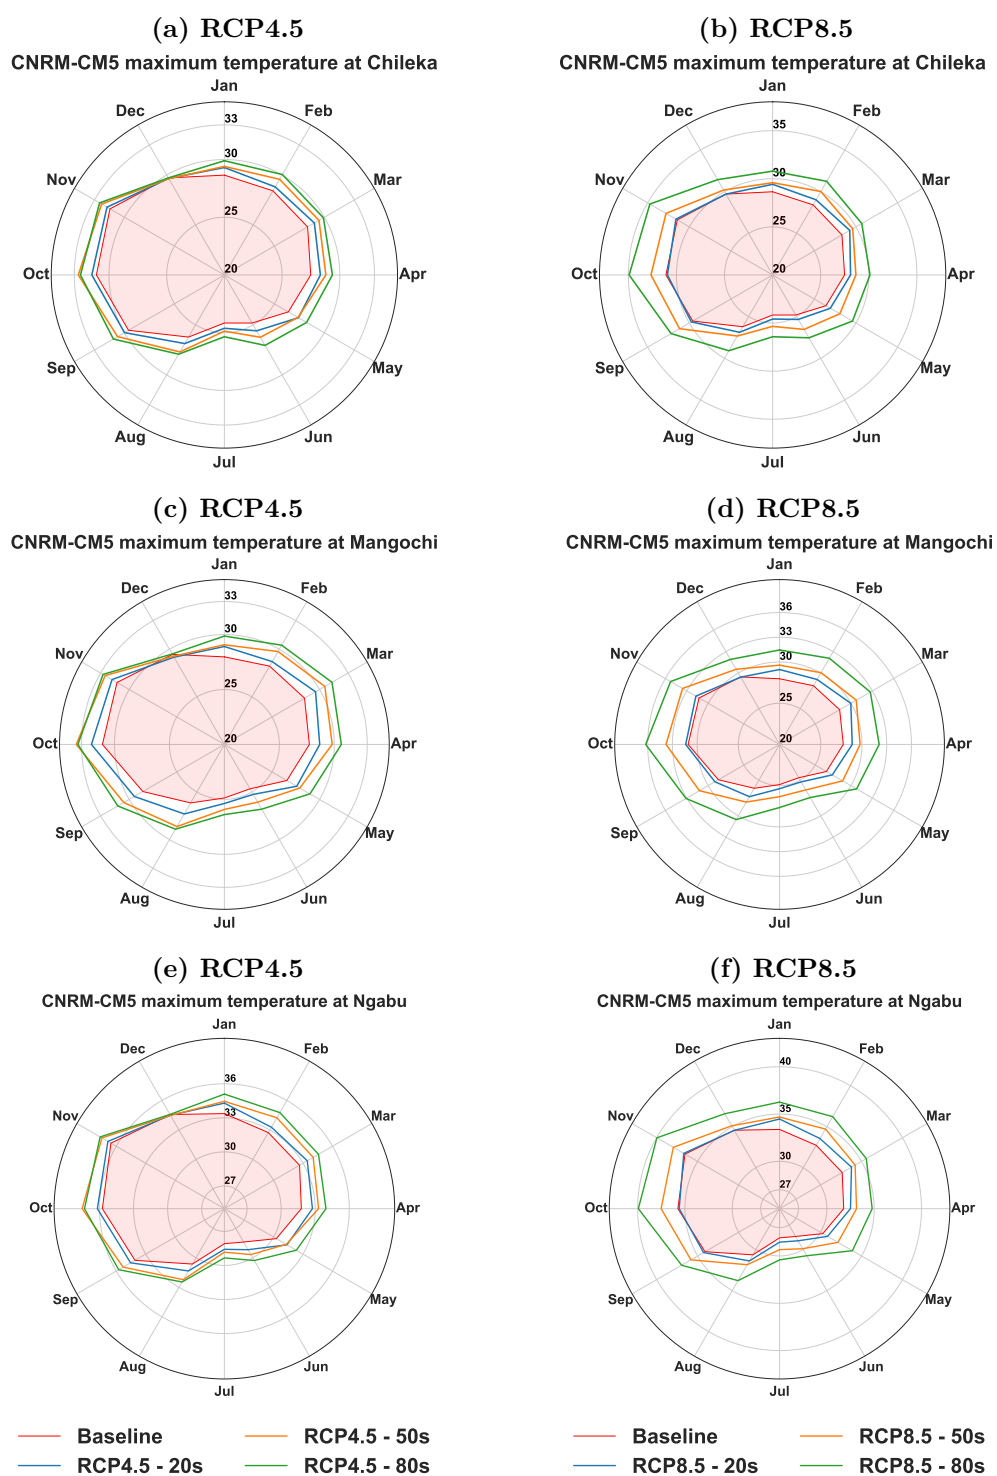 (a) RCP4.5
CNRM-CM5 maximum temperature at Chileka
Jan
Feb
Mar
Apr
May
Jun
Jul
Aug
Sep
Oct
Nov
Dec
33
30
25
20
(b) RCP8.5
CNRM-CM5 maximum temperature at Chileka
Jan
Feb
Mar
Apr
May
Jun
Jul
Aug
Sep
Oct
Nov
Dec
35
30
25
20
(c) RCP4.5
CNRM-CM5 maximum temperature at Mangochi
Jan
Feb
Mar
Apr
May
Jun
Jul
Aug
Sep
Oct
Nov
Dec
33
30
25
20
(d) RCP8.5
CNRM-CM5 maximum temperature at Mangochi
Jan
Feb
Mar
Apr
May
Jun
Jul
Aug
Sep
Oct
Nov
Dec
36
33
30
25
20
(e) RCP4.5
CNRM-CM5 maximum temperature at Ngabu
Jan
Feb
Mar
Apr
May
Jun
Jul
Aug
Sep
Oct
Nov
Dec
36
33
30
27
(f) RCP8.5
CNRM-CM5 maximum temperature at Ngabu
Jan
Feb
Mar
Apr
May
Jun
Jul
Aug
Sep
Oct
Nov
Dec
40
35
30
27
Baseline
RCP4.5 - 20s
RCP4.5 - 50s
RCP4.5 - 80s
Baseline
RCP8.5 - 20s
RCP8.5 - 50s
RCP8.5 - 80s